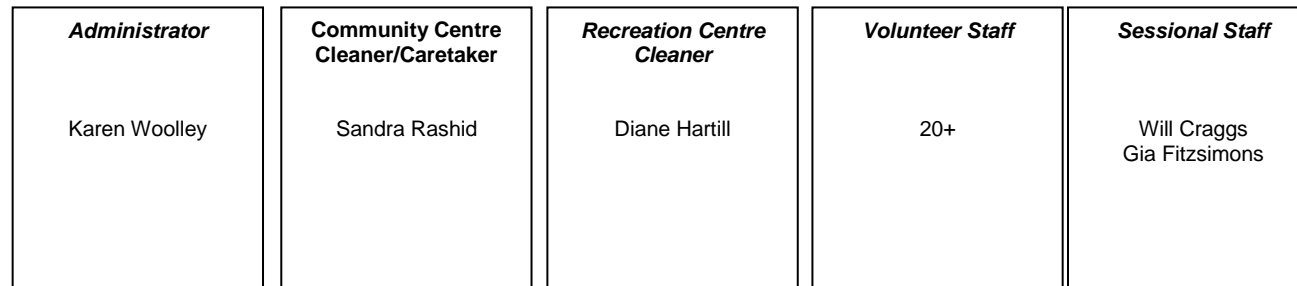 Administrator
Karen Woolley
Community Centre
Cleaner/Caretaker
Sandra Rashid
Recreation Centre
Cleaner
Diane Hartill
Volunteer Staff
20+
Sessional Staff
Will Craggs
Gia Fitzsimons